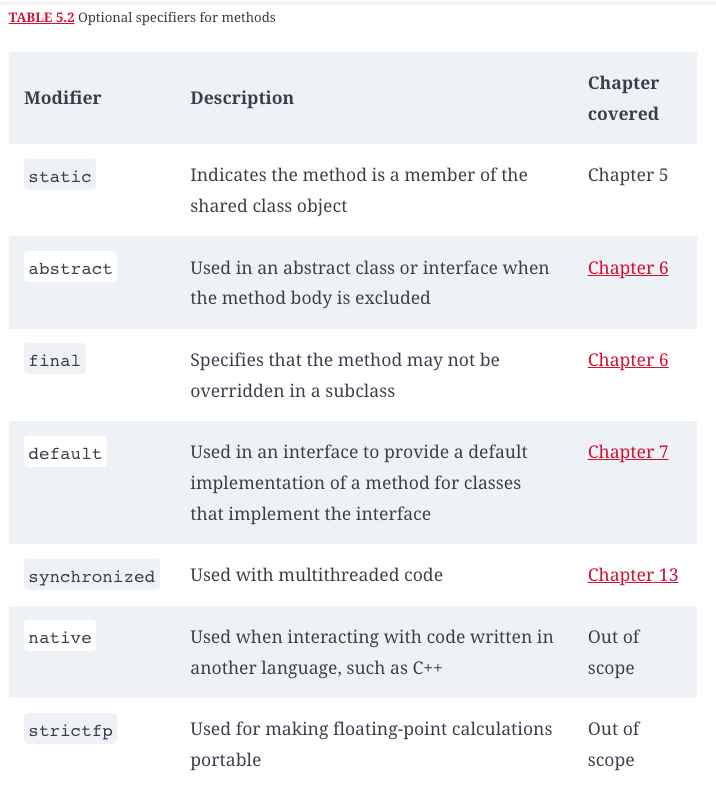 TABLE 5.2 Optional specifiers for methods
Modifier Description Chapter covered
static Indicates the method is a member of the Chapter 5
shared class object
abstract Used in an abstract class or interface when Chapter 6
the method body is excluded
final Specifies that the method may not be Chapter 6
overridden in a subclass
default Used in an interface to provide a default Chapter 7
implementation of a method for classes
that implement the interface
synchronized Used with multithreaded code Chapter 13
native Used when interacting with code written in Out of
another language, such as C++ scope
strictfp Used for making floating-point calculations Out of
portable scope